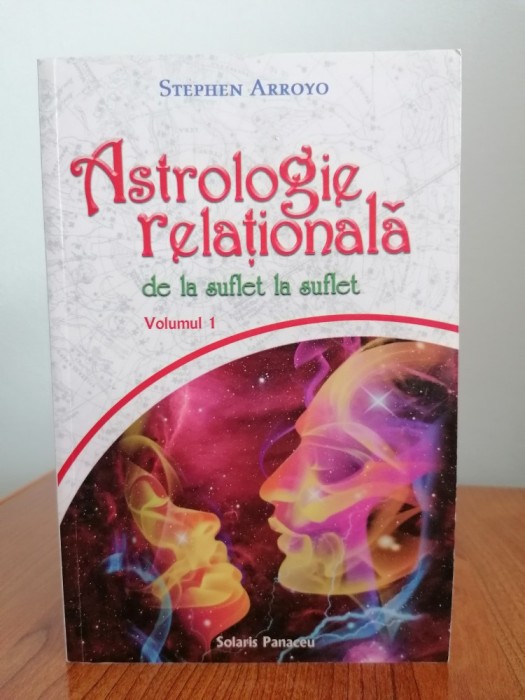 STEPHEN ARROYO
Astrologie
relațională
de la suflet la suflet
Volumul 1
Solaris Panaceu